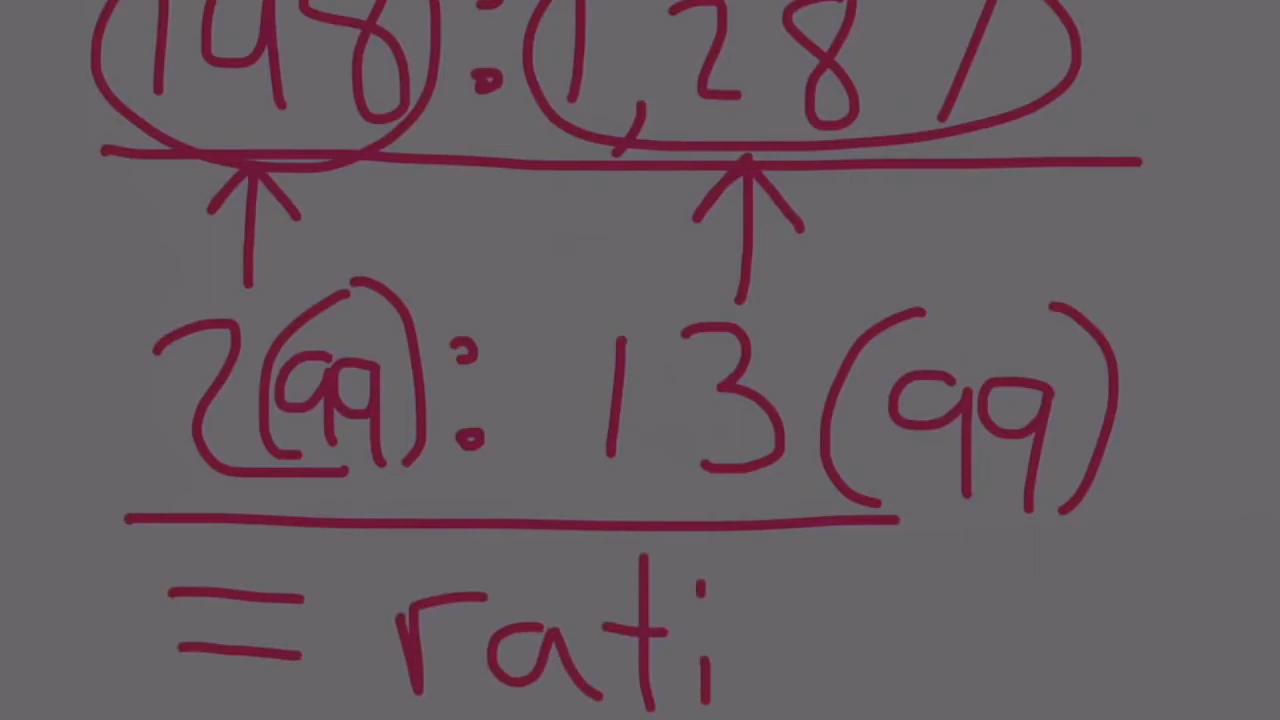 198 : 1,287
2(99) : 13(99)
= rati